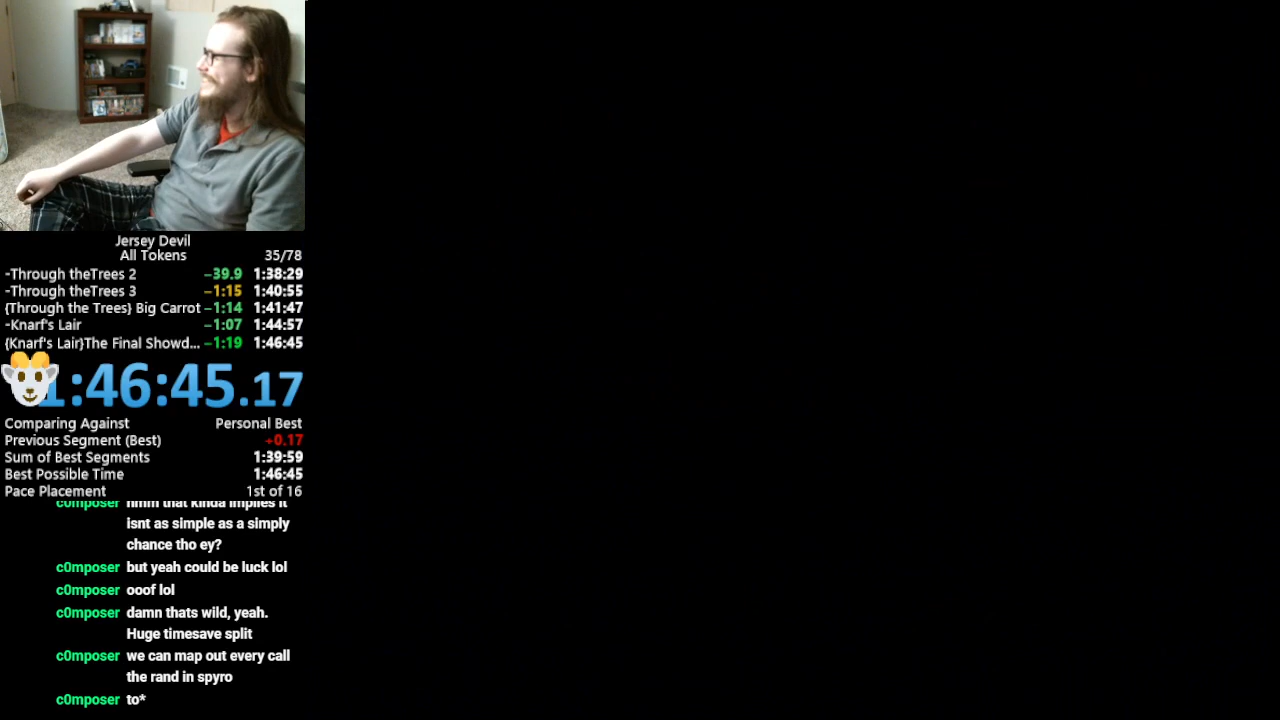 Jersey Devil
All Tokens 35/78
-Through theTrees 2 −39.9 1:38:29
-Through theTrees 3 −1:15 1:40:55
{Through the Trees} Big Carrot −1:14 1:41:47
-Knarf's Lair −1:07 1:44:57
{Knarf's Lair}The Final Showd... −1:19 1:46:45
1:46:45.17
Comparing Against Personal Best
Previous Segment (Best) +0.17
Sum of Best Segments 1:39:59
Best Possible Time 1:46:45
Pace Placement 1st of 16
c0mposer hmm that kinda implies it
isnt as simple as a simply
chance tho ey?
c0mposer but yeah could be luck lol
c0mposer ooof lol
c0mposer damn thats wild, yeah.
Huge timesave split
c0mposer we can map out every call
the rand in spyro
c0mposer to*